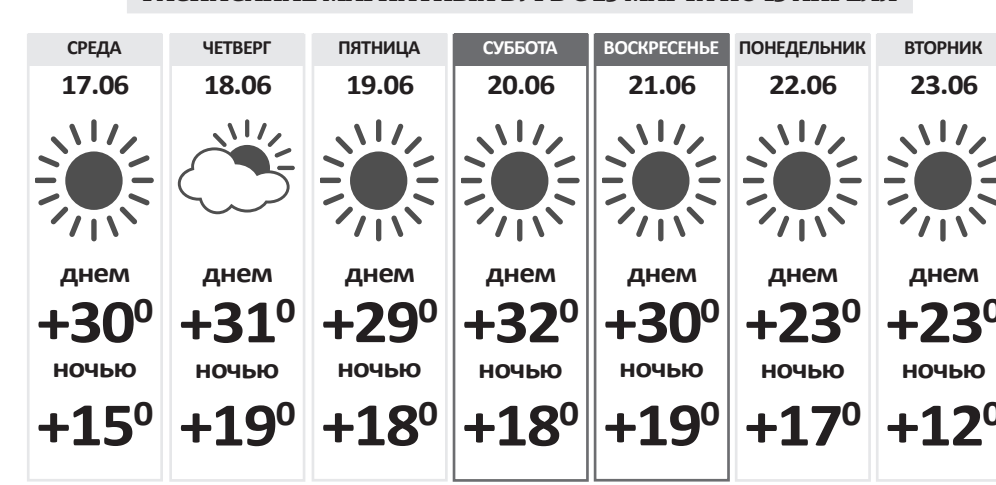 СРЕДА ЧЕТВЕРГ ПЯТНИЦА СУББОТА ВОСКРЕСЕНЬЕ ПОНЕДЕЛЬНИК ВТОРНИК
17.06 18.06 19.06 20.06 21.06 22.06 23.06
днем днем днем днем днем днем днем
+30⁰ +31⁰ +29⁰ +32⁰ +30⁰ +23⁰ +23⁰
ночью ночью ночью ночью ночью ночью ночью
+15⁰ +19⁰ +18⁰ +18⁰ +19⁰ +17⁰ +12⁰